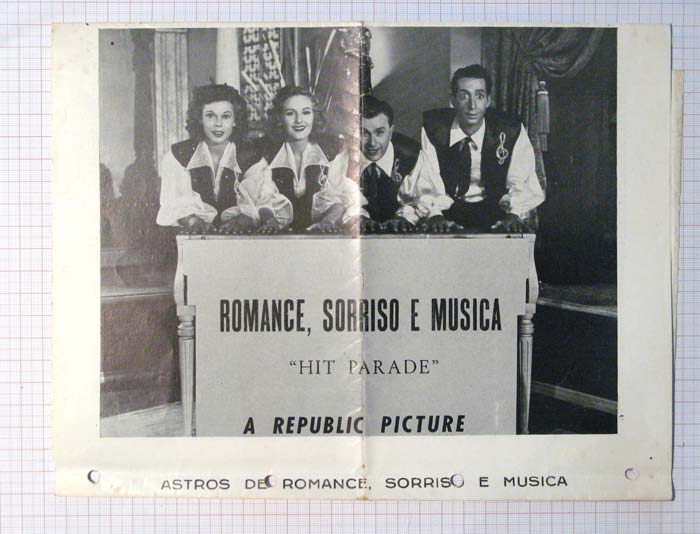 ROMANCE, SORRISO E MUSICA
"HIT PARADE"
A REPUBLIC PICTURE
ASTROS DE ROMANCE, SORRISO E MUSICA